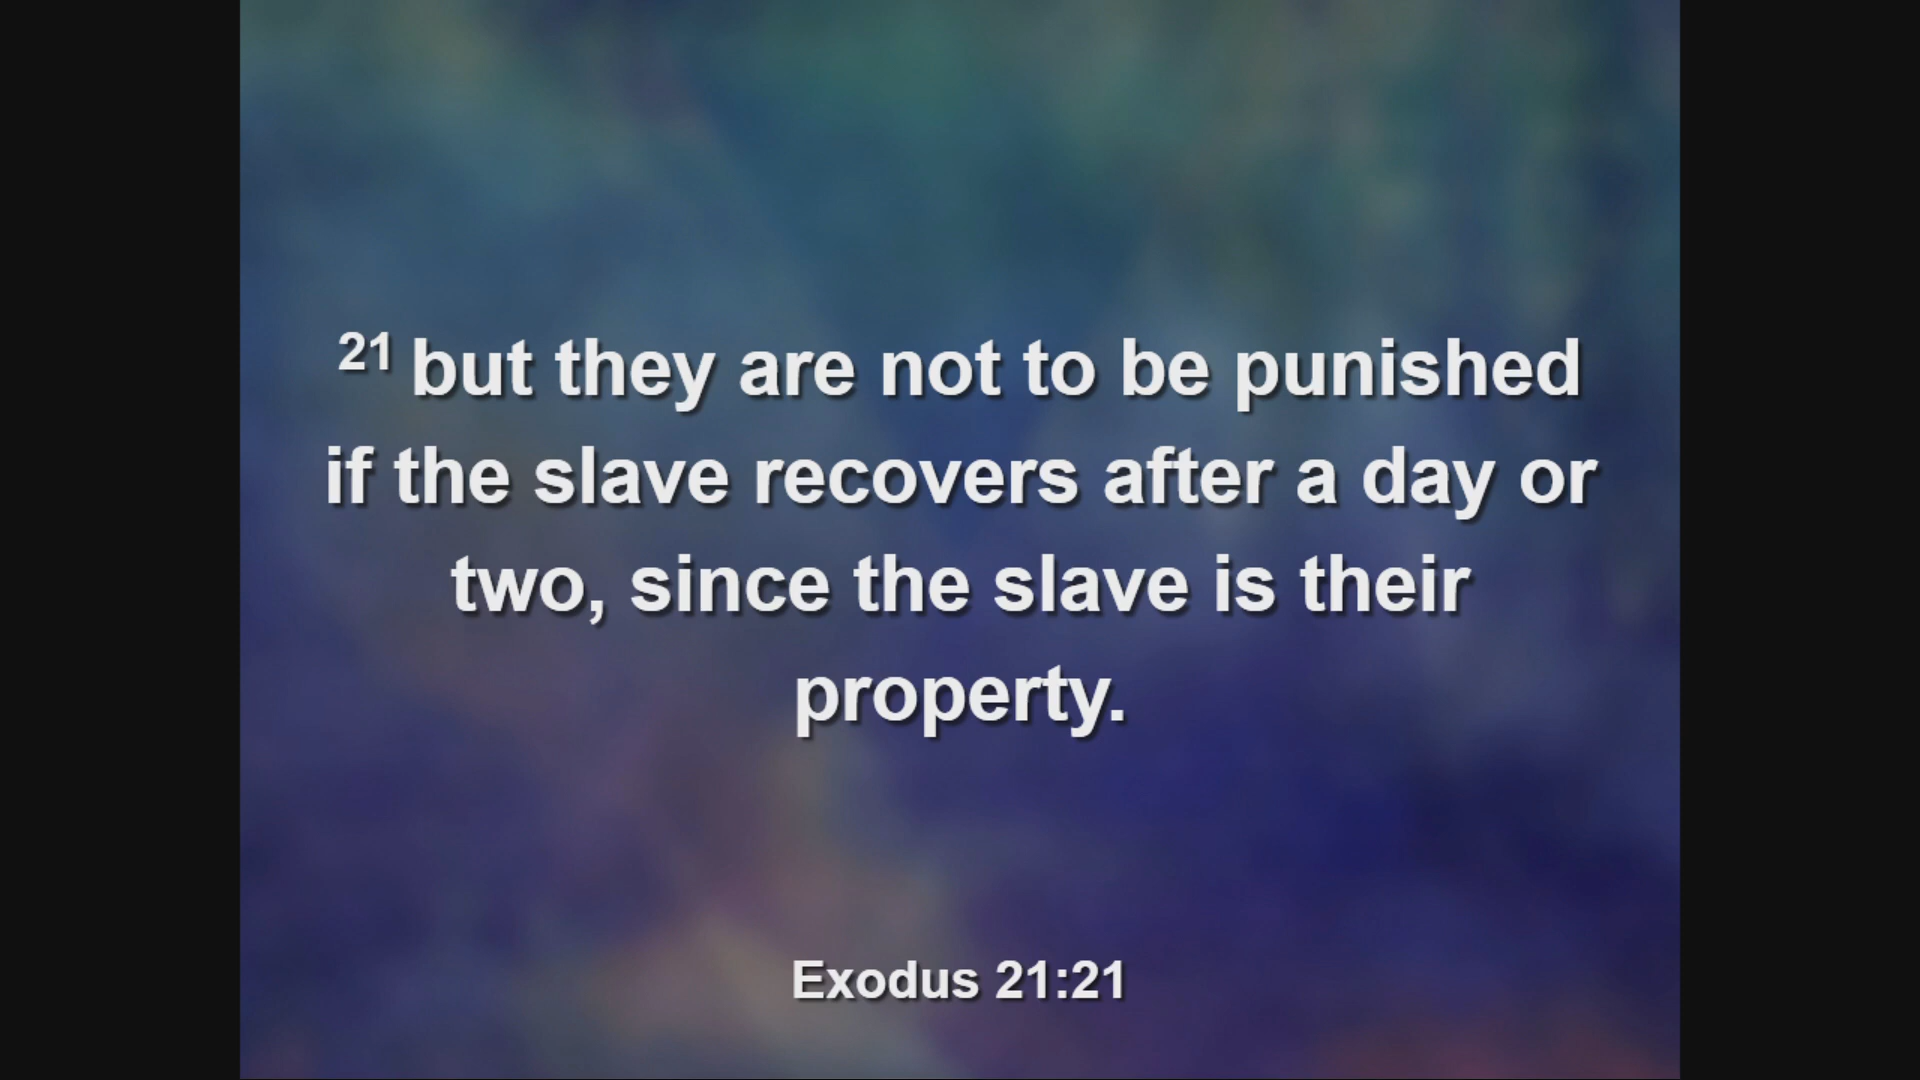 21 but they are not to be punished
if the slave recovers after a day or
two, since the slave is their
property.
Exodus 21:21